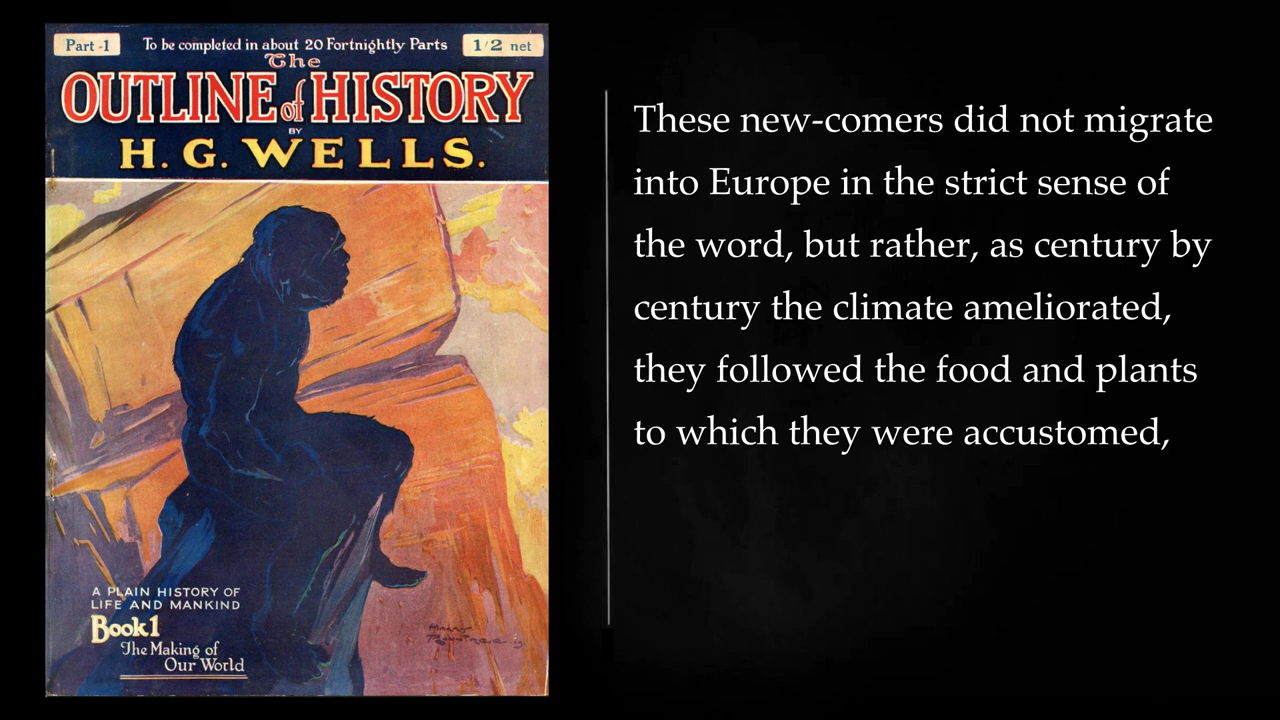 Part -1
To be completed in about 20 Fortnightly Parts
1/2 net
The
OUTLINE of HISTORY
BY
H. G. WELLS.
A PLAIN HISTORY OF
LIFE AND MANKIND
Book 1
The Making of
Our World
These new-comers did not migrate
into Europe in the strict sense of
the word, but rather, as century by
century the climate ameliorated,
they followed the food and plants
to which they were accustomed,